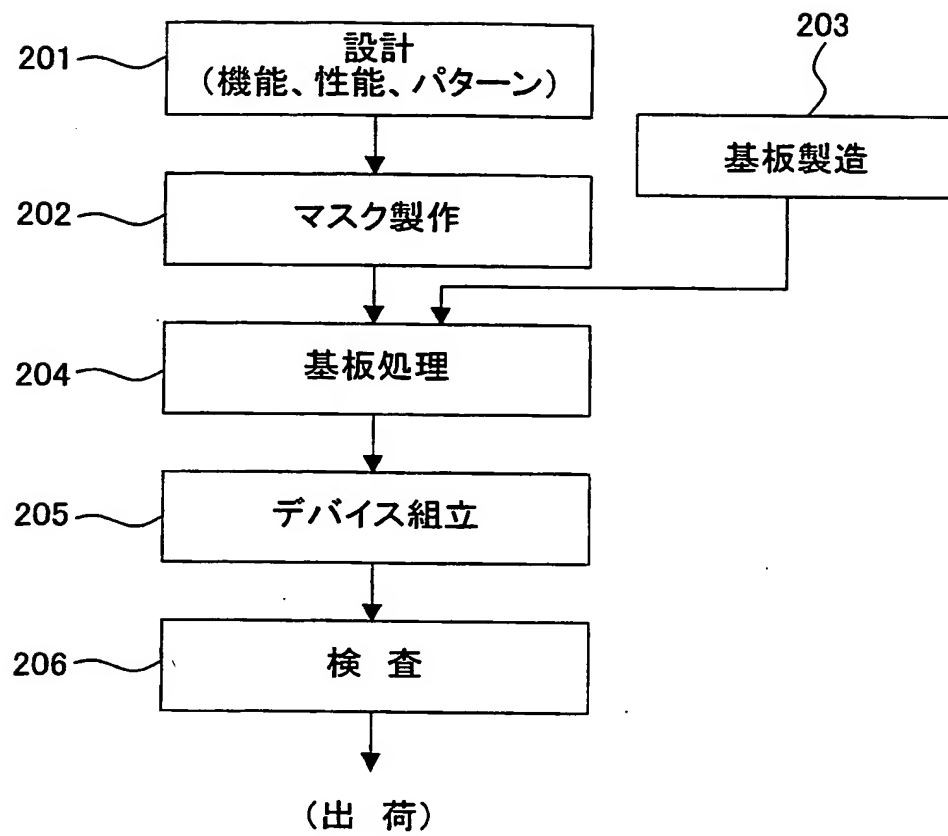 201
設計
（機能、性能、パターン）
203
基板製造
202
マスク製作
204
基板処理
205
デバイス組立
206
検 査
（出 荷）